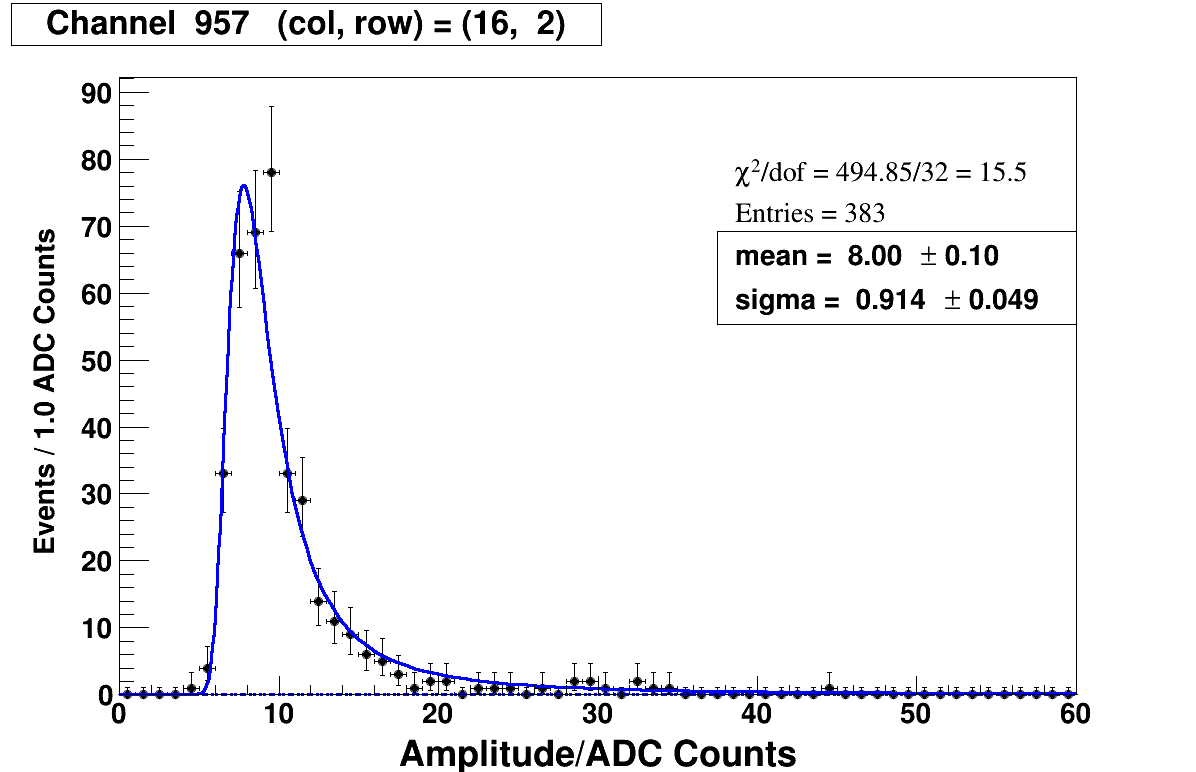 Channel 957 (col, row) = (16, 2)
90
80
70
60
50
40
30
20
10
0
Events / 1.0 ADC Counts
χ²/dof = 494.85/32 = 15.5
Entries = 383
mean = 8.00 ± 0.10
sigma = 0.914 ± 0.049
0 10 20 30 40 50 60
Amplitude/ADC Counts